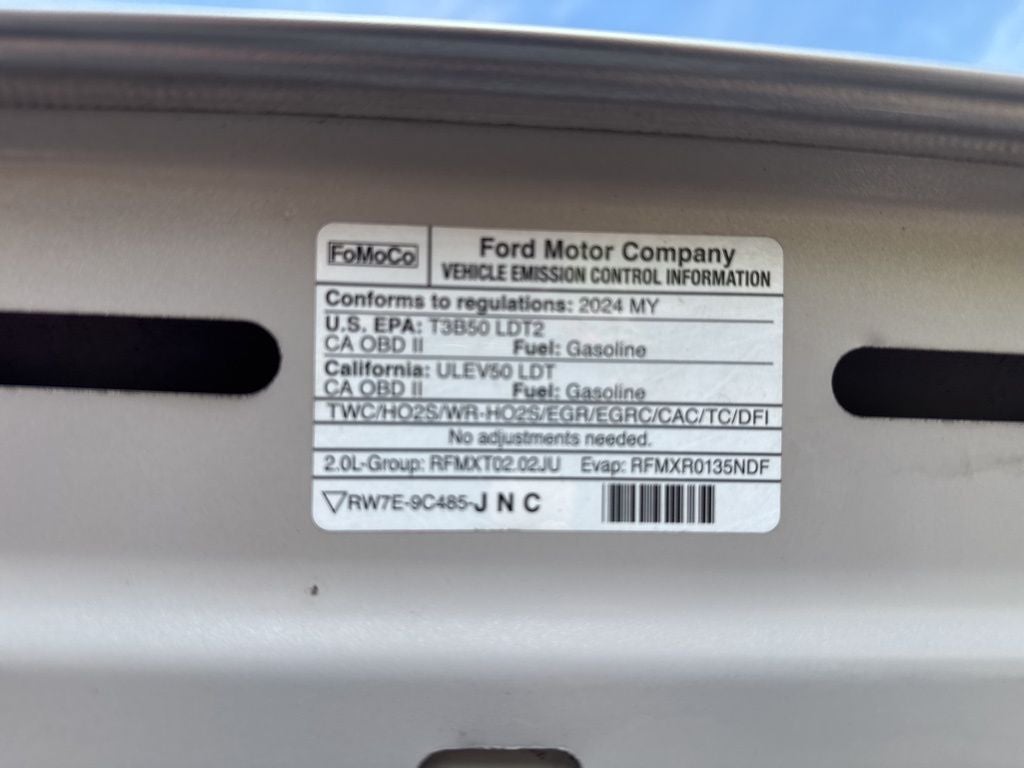 FoMoCo
Ford Motor Company
VEHICLE EMISSION CONTROL INFORMATION
Conforms to regulations: 2024 MY
U.S. EPA: T3B50 LDT2
CA OBD II Fuel: Gasoline
California: ULEV50 LDT
CA OBD II Fuel: Gasoline
TWC/HO2S/WR-HO2S/EGR/EGRC/CAC/TC/DFI
No adjustments needed.
2.0L-Group: RFMXT02.02JU Evap: RFMXR0135NDF
RW7E-9C485-J N C